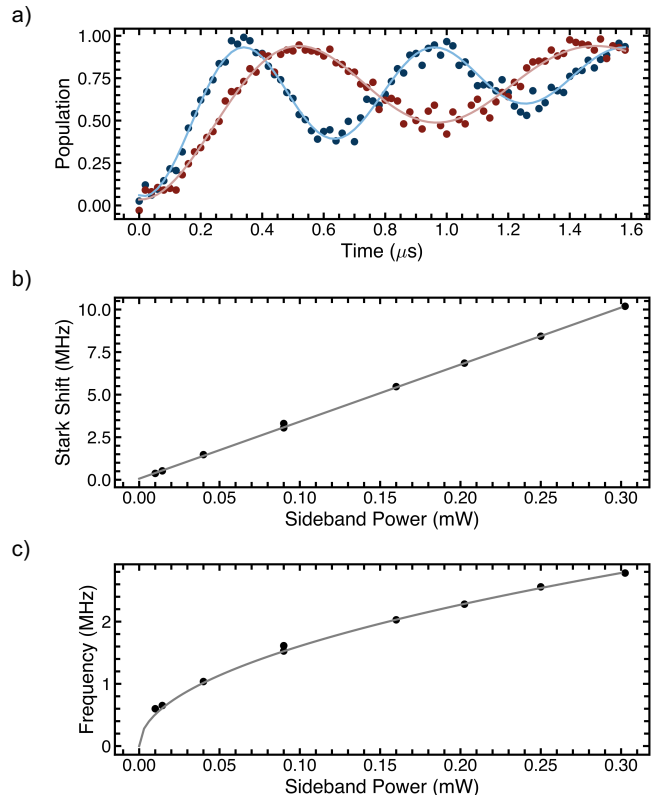 a)
1.00
0.75
0.50
0.25
0.00
Population
0.0 0.2 0.4 0.6 0.8 1.0 1.2 1.4 1.6
Time (μs)
b)
10.0
7.5
5.0
2.5
0.0
Stark Shift (MHz)
0.00 0.05 0.10 0.15 0.20 0.25 0.30
Sideband Power (mW)
c)
2
1
0
Frequency (MHz)
0.00 0.05 0.10 0.15 0.20 0.25 0.30
Sideband Power (mW)